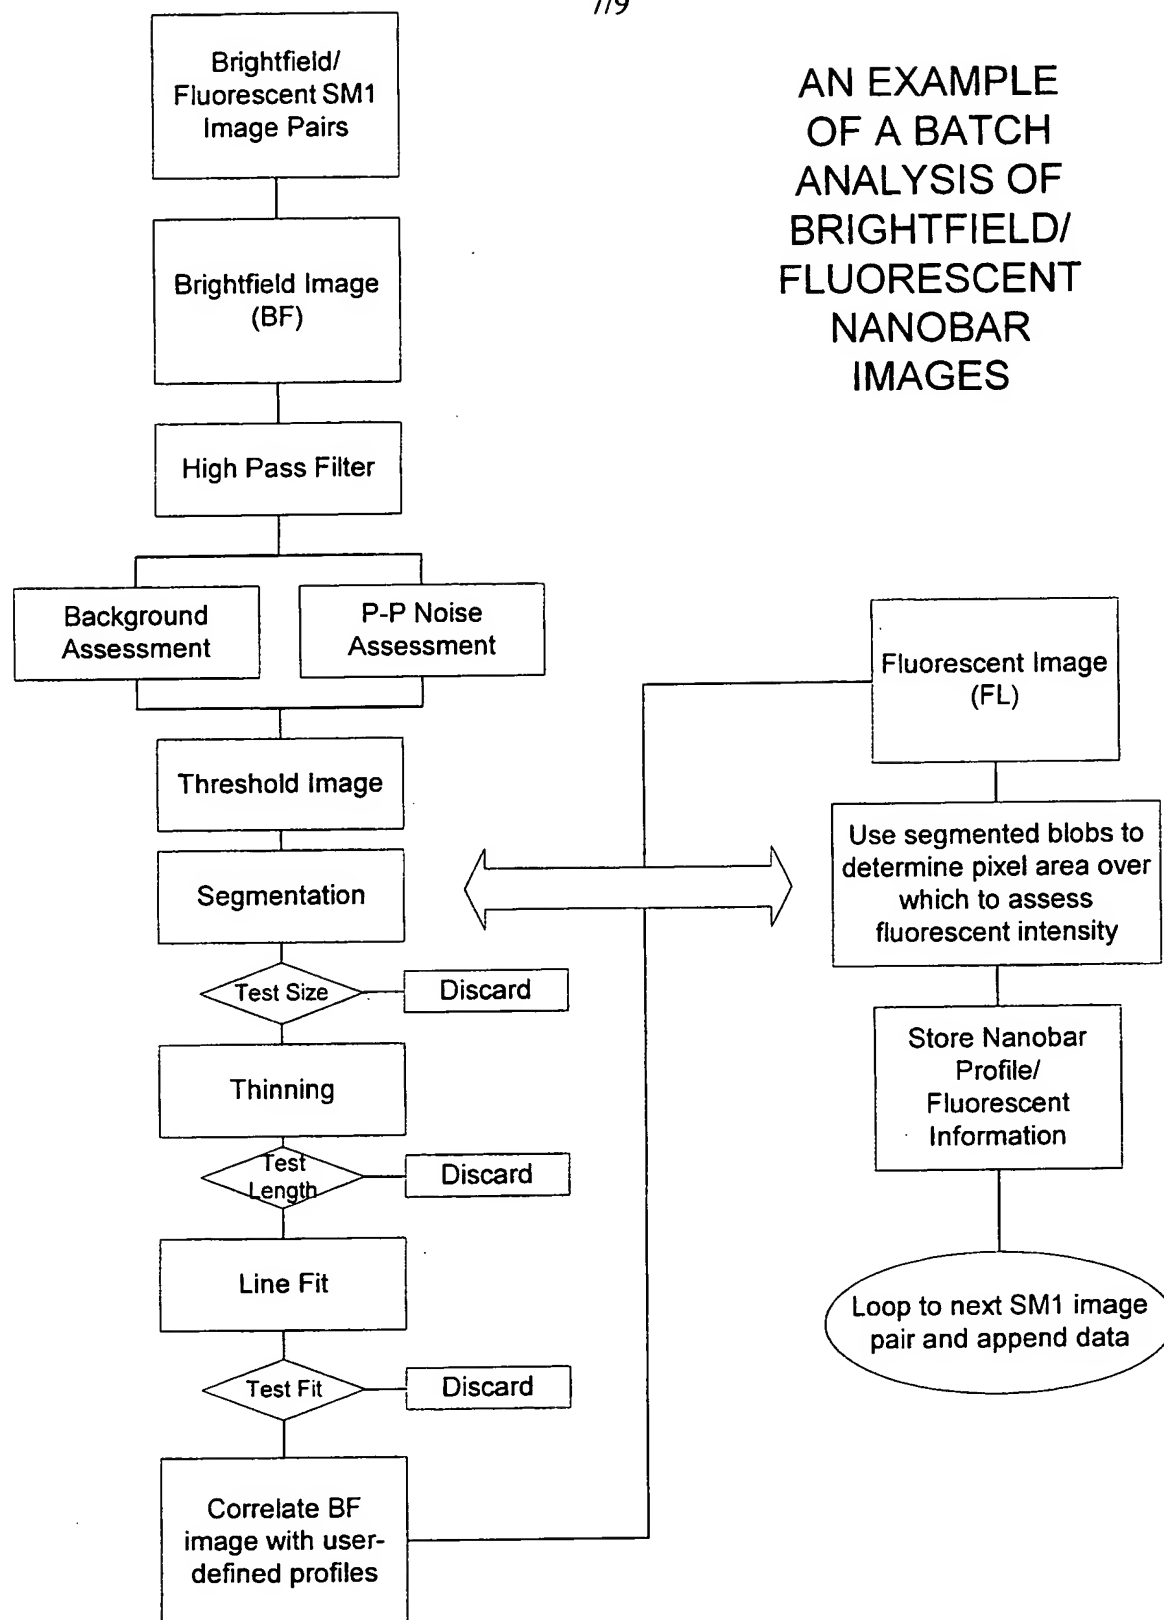 7/9
AN EXAMPLE
OF A BATCH
ANALYSIS OF
BRIGHTFIELD/
FLUORESCENT
NANOBAR
IMAGES
Brightfield/
Fluorescent SM1
Image Pairs
Brightfield Image
(BF)
High Pass Filter
Background
Assessment
P-P Noise
Assessment
Threshold Image
Segmentation
Test Size
Discard
Thinning
Test
Length
Discard
Line Fit
Test Fit
Discard
Correlate BF
image with user-
defined profiles
Fluorescent Image
(FL)
Use segmented blobs to
determine pixel area over
which to assess
fluorescent intensity
Store Nanobar
Profile/
Fluorescent
Information
Loop to next SM1 image
pair and append data